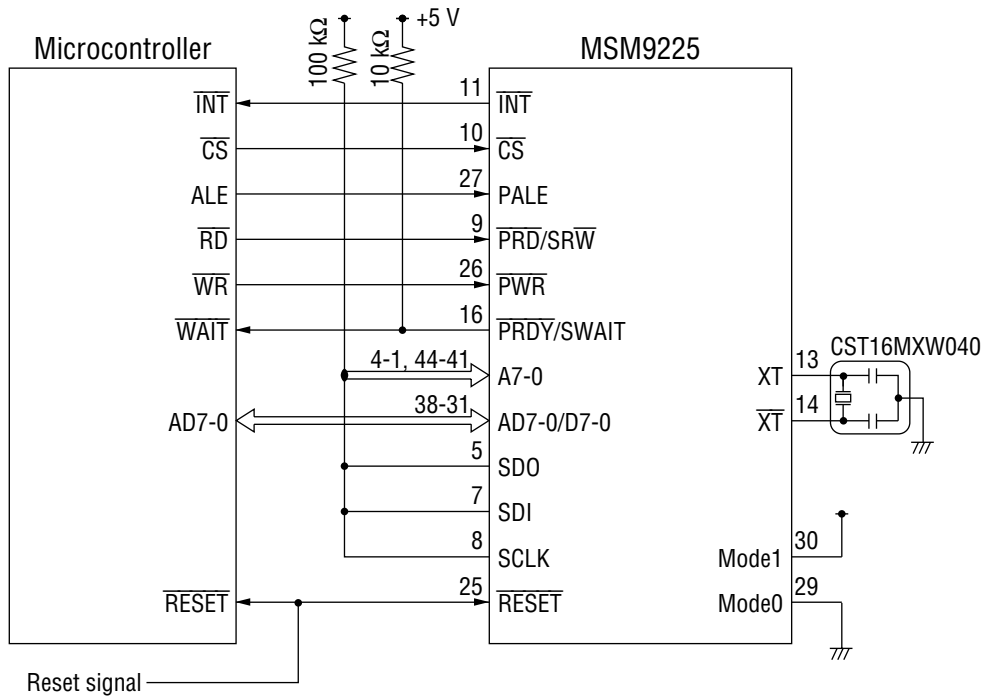 +5 V
100 kΩ
10 kΩ
Microcontroller
MSM9225
INT
11
INT
CS
10
CS
ALE
27
PALE
RD
9
PRD/SRW
WR
26
PWR
WAIT
16
PRDY/SWAIT
4-1, 44-41
A7-0
AD7-0
38-31
AD7-0/D7-0
5
SDO
7
SDI
8
SCLK
RESET
25
RESET
XT
13
CST16MXW040
XT
14
Mode1
30
Mode0
29
Reset signal